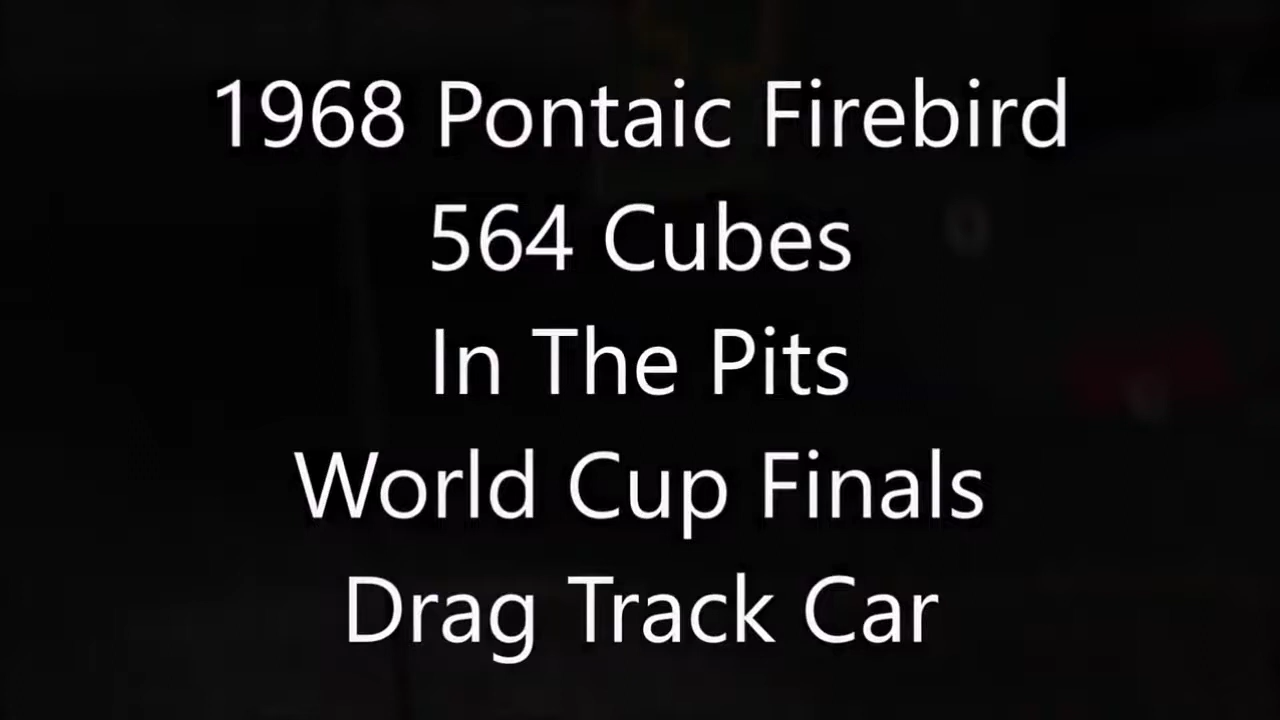 1968 Pontaic Firebird
564 Cubes
In The Pits
World Cup Finals
Drag Track Car